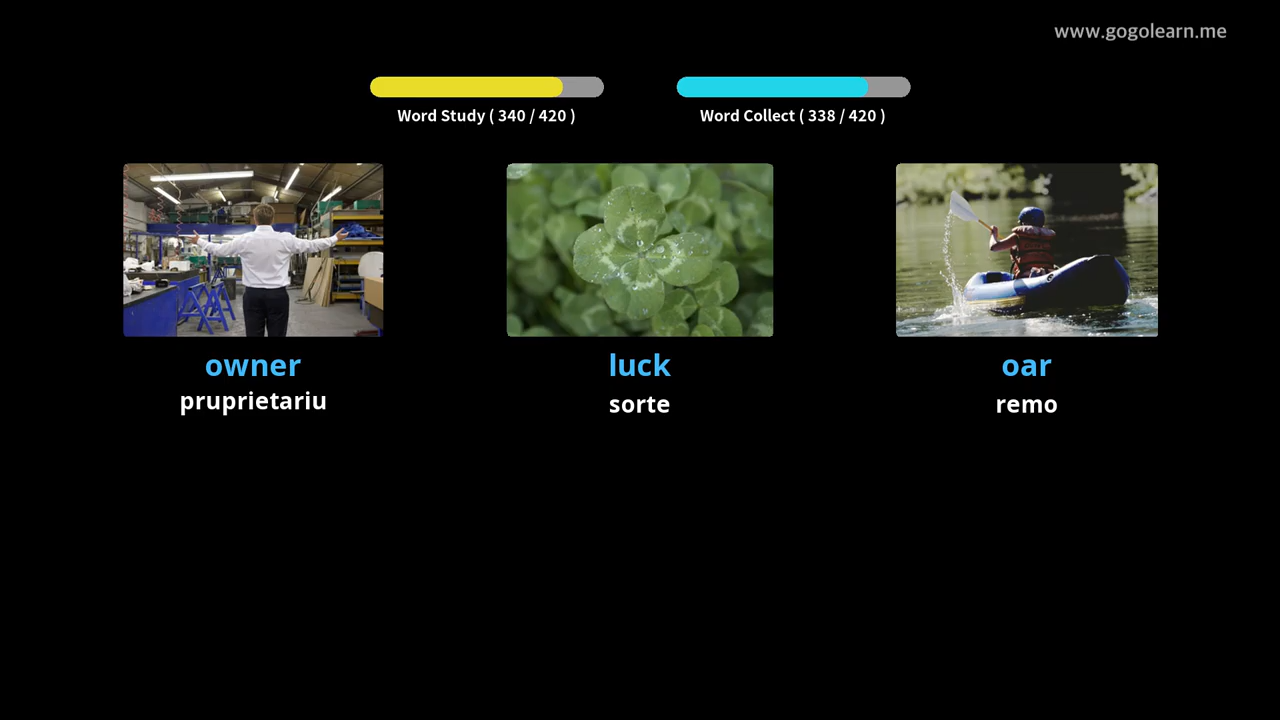 www.gogolearn.me
Word Study ( 340 / 420 )
Word Collect ( 338 / 420 )
owner
pruprietariu
luck
sorte
oar
remo